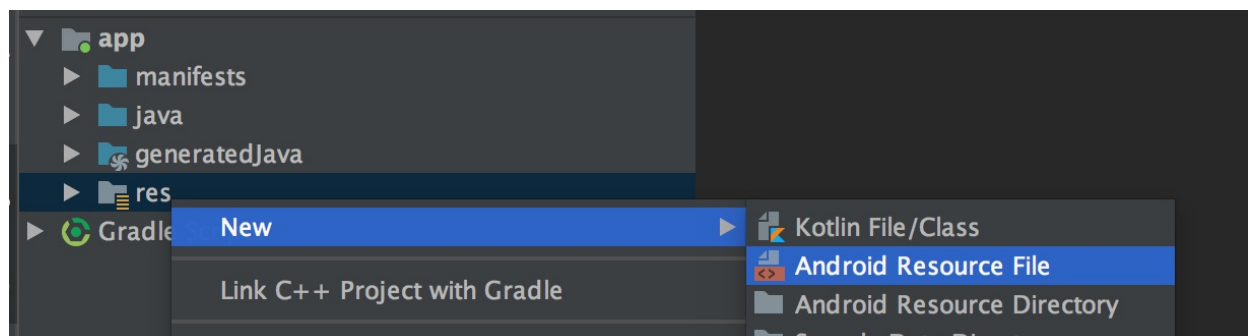 app
manifests
java
generatedJava
res
Gradle
New
Kotlin File/Class
Android Resource File
Link C++ Project with Gradle
Android Resource Directory